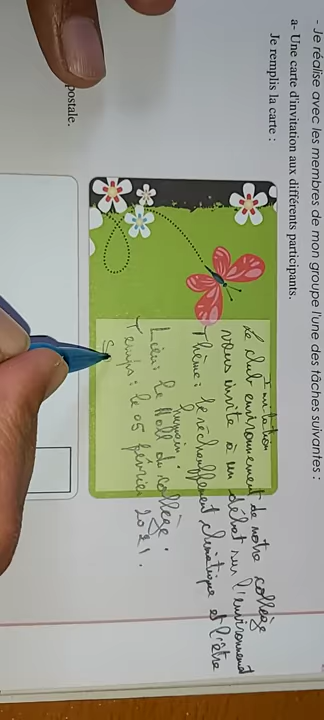 - Je réalise avec les membres de mon groupe l'une des tâches suivantes :
a- Une carte d'invitation aux différents participants.
Je remplis la carte :
Invitation
Le club environnement de notre collège
vous invite à un débat sur l'environnement
Thème : le réchauffement climatique et l'être
humain.
Lieu : le Hall du collège.
Temps : le 05 février 2021.
S
postale.